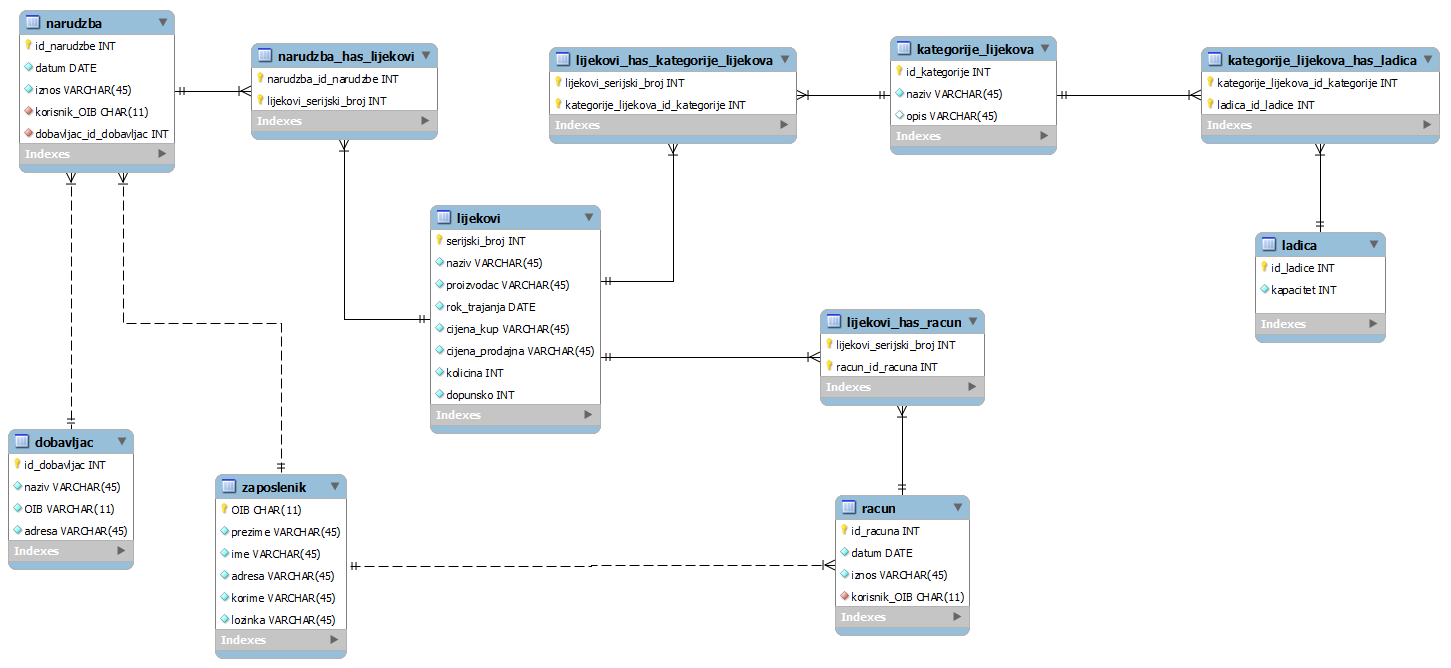 narudzba
id_narudzbe INT
datum DATE
iznos VARCHAR(45)
korisnik_OIB CHAR(11)
dobavljac_id_dobavljac INT
Indexes
narudzba_has_lijekovi
narudzba_id_narudzbe INT
lijekovi_serijski_broj INT
Indexes
lijekovi_has_kategorije_lijekova
lijekovi_serijski_broj INT
kategorije_lijekova_id_kategorije INT
Indexes
kategorije_lijekova
id_kategorije INT
naziv VARCHAR(45)
opis VARCHAR(45)
Indexes
kategorije_lijekova_has_ladica
kategorije_lijekova_id_kategorije INT
ladica_id_ladice INT
Indexes
lijekovi
serijski_broj INT
naziv VARCHAR(45)
proizvodac VARCHAR(45)
rok_trajanja DATE
cijena_kup VARCHAR(45)
cijena_prodajna VARCHAR(45)
kolicina INT
dopunsko INT
Indexes
ladica
id_ladice INT
kapacitet INT
Indexes
lijekovi_has_racun
lijekovi_serijski_broj INT
racun_id_racuna INT
Indexes
dobavljac
id_dobavljac INT
naziv VARCHAR(45)
OIB VARCHAR(11)
adresa VARCHAR(45)
Indexes
zaposlenik
OIB CHAR(11)
prezime VARCHAR(45)
ime VARCHAR(45)
adresa VARCHAR(45)
korime VARCHAR(45)
lozinka VARCHAR(45)
Indexes
racun
id_racuna INT
datum DATE
iznos VARCHAR(45)
korisnik_OIB CHAR(11)
Indexes